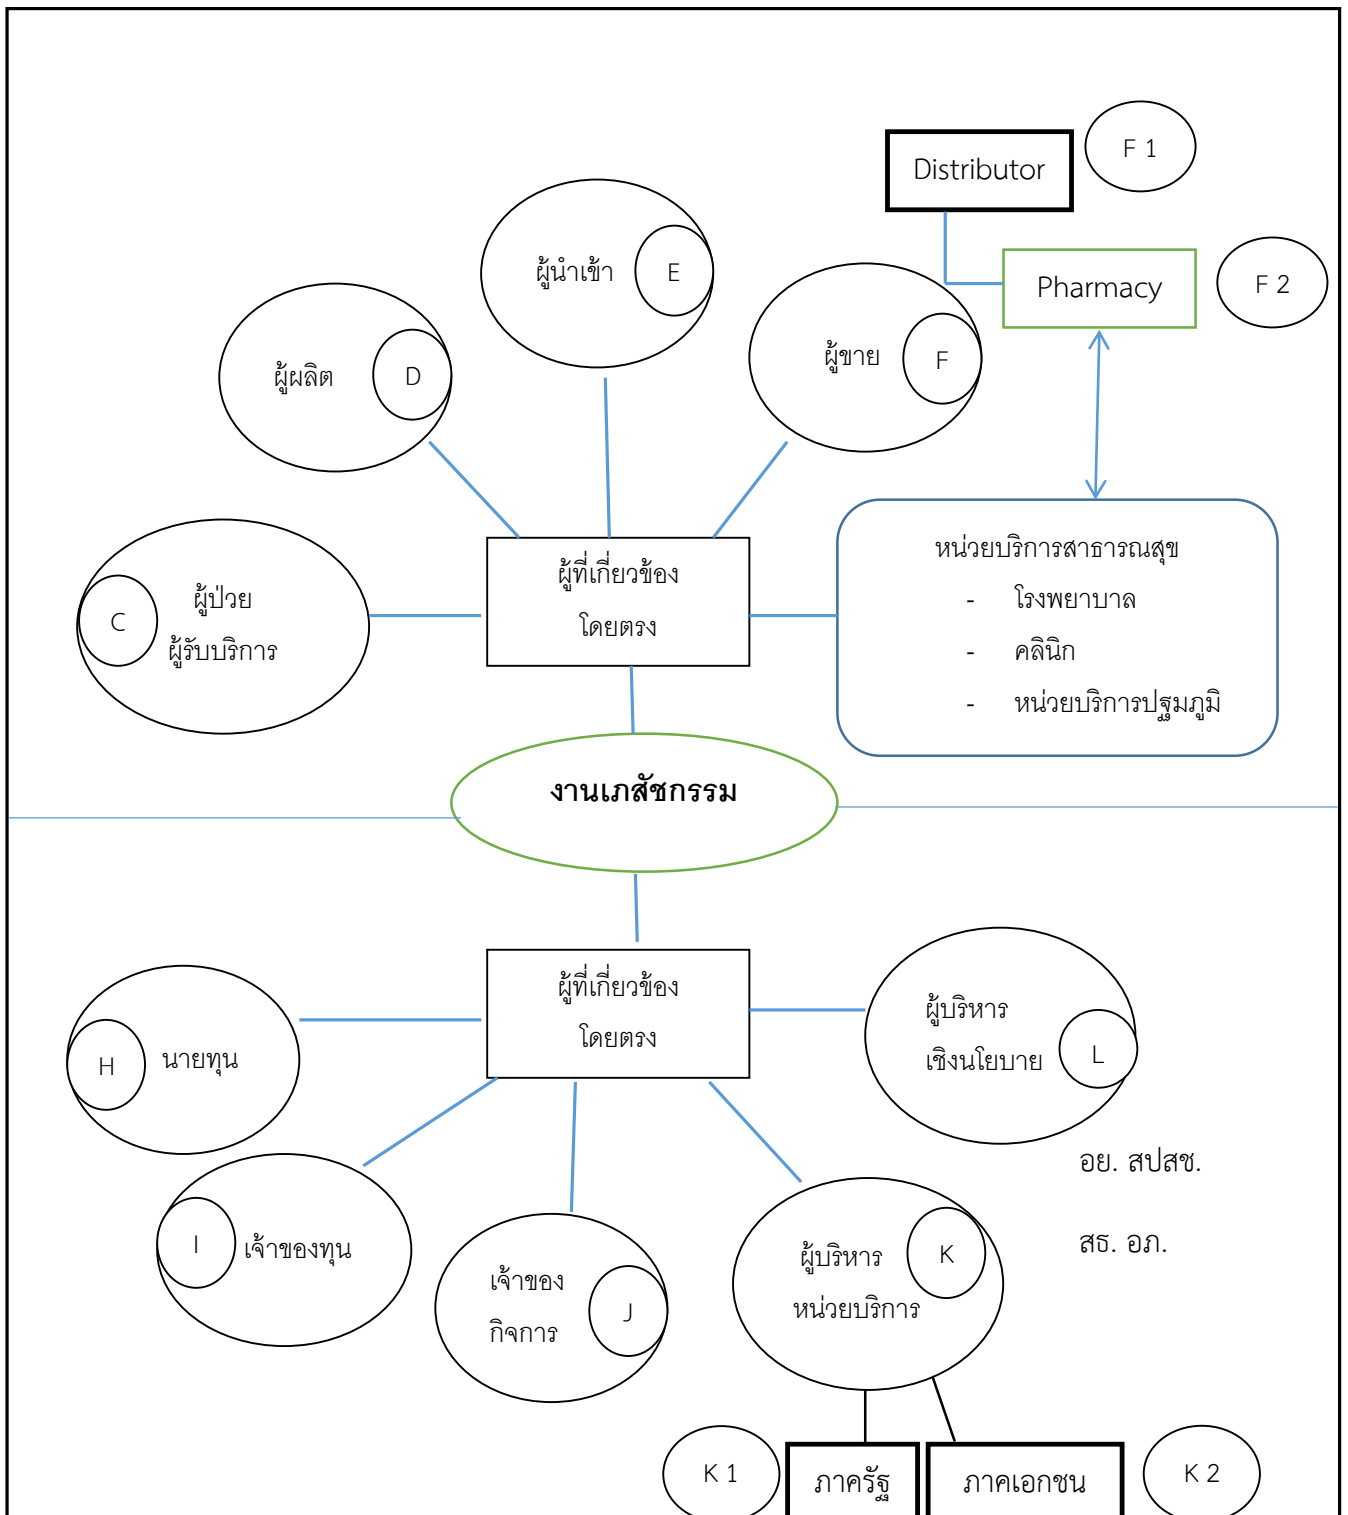 F 1
Distributor
F 2
Pharmacy
ผู้นำเข้า
E
ผู้ขาย
F
ผู้ผลิต
D
ผู้ที่เกี่ยวข้อง
โดยตรง
หน่วยบริการสาธารณสุข
- โรงพยาบาล
- คลินิก
- หน่วยบริการปฐมภูมิ
C
ผู้ป่วย
ผู้รับบริการ
งานเภสัชกรรม
ผู้ที่เกี่ยวข้อง
โดยตรง
ผู้บริหาร
เชิงนโยบาย
L
H
นายทุน
อย. สปสช.
สธ. อภ.
I
เจ้าของทุน
เจ้าของ
กิจการ
J
ผู้บริหาร
หน่วยบริการ
K
K 1
ภาครัฐ
ภาคเอกชน
K 2